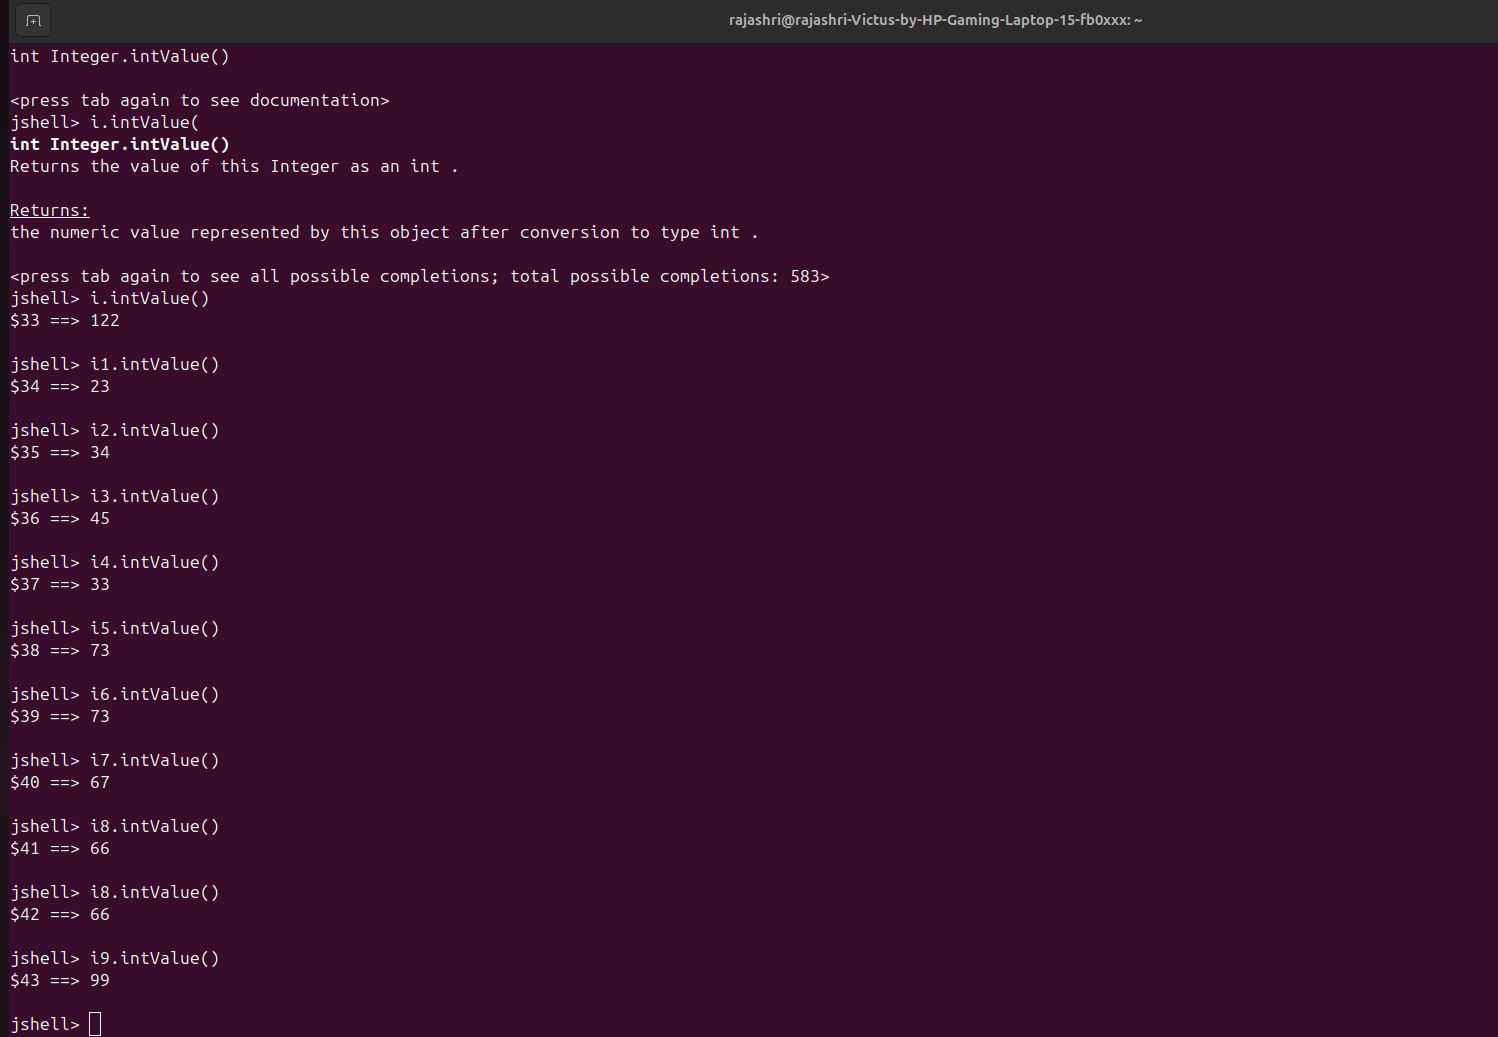 rajashri@rajashri-Victus-by-HP-Gaming-Laptop-15-fb0xxx: ~
int Integer.intValue()
<press tab again to see documentation>
jshell> i.intValue(
int Integer.intValue()
Returns the value of this Integer as an int .
Returns:
the numeric value represented by this object after conversion to type int .
<press tab again to see all possible completions; total possible completions: 583>
jshell> i.intValue()
$33 ==> 122
jshell> i1.intValue()
$34 ==> 23
jshell> i2.intValue()
$35 ==> 34
jshell> i3.intValue()
$36 ==> 45
jshell> i4.intValue()
$37 ==> 33
jshell> i5.intValue()
$38 ==> 73
jshell> i6.intValue()
$39 ==> 73
jshell> i7.intValue()
$40 ==> 67
jshell> i8.intValue()
$41 ==> 66
jshell> i8.intValue()
$42 ==> 66
jshell> i9.intValue()
$43 ==> 99
jshell>